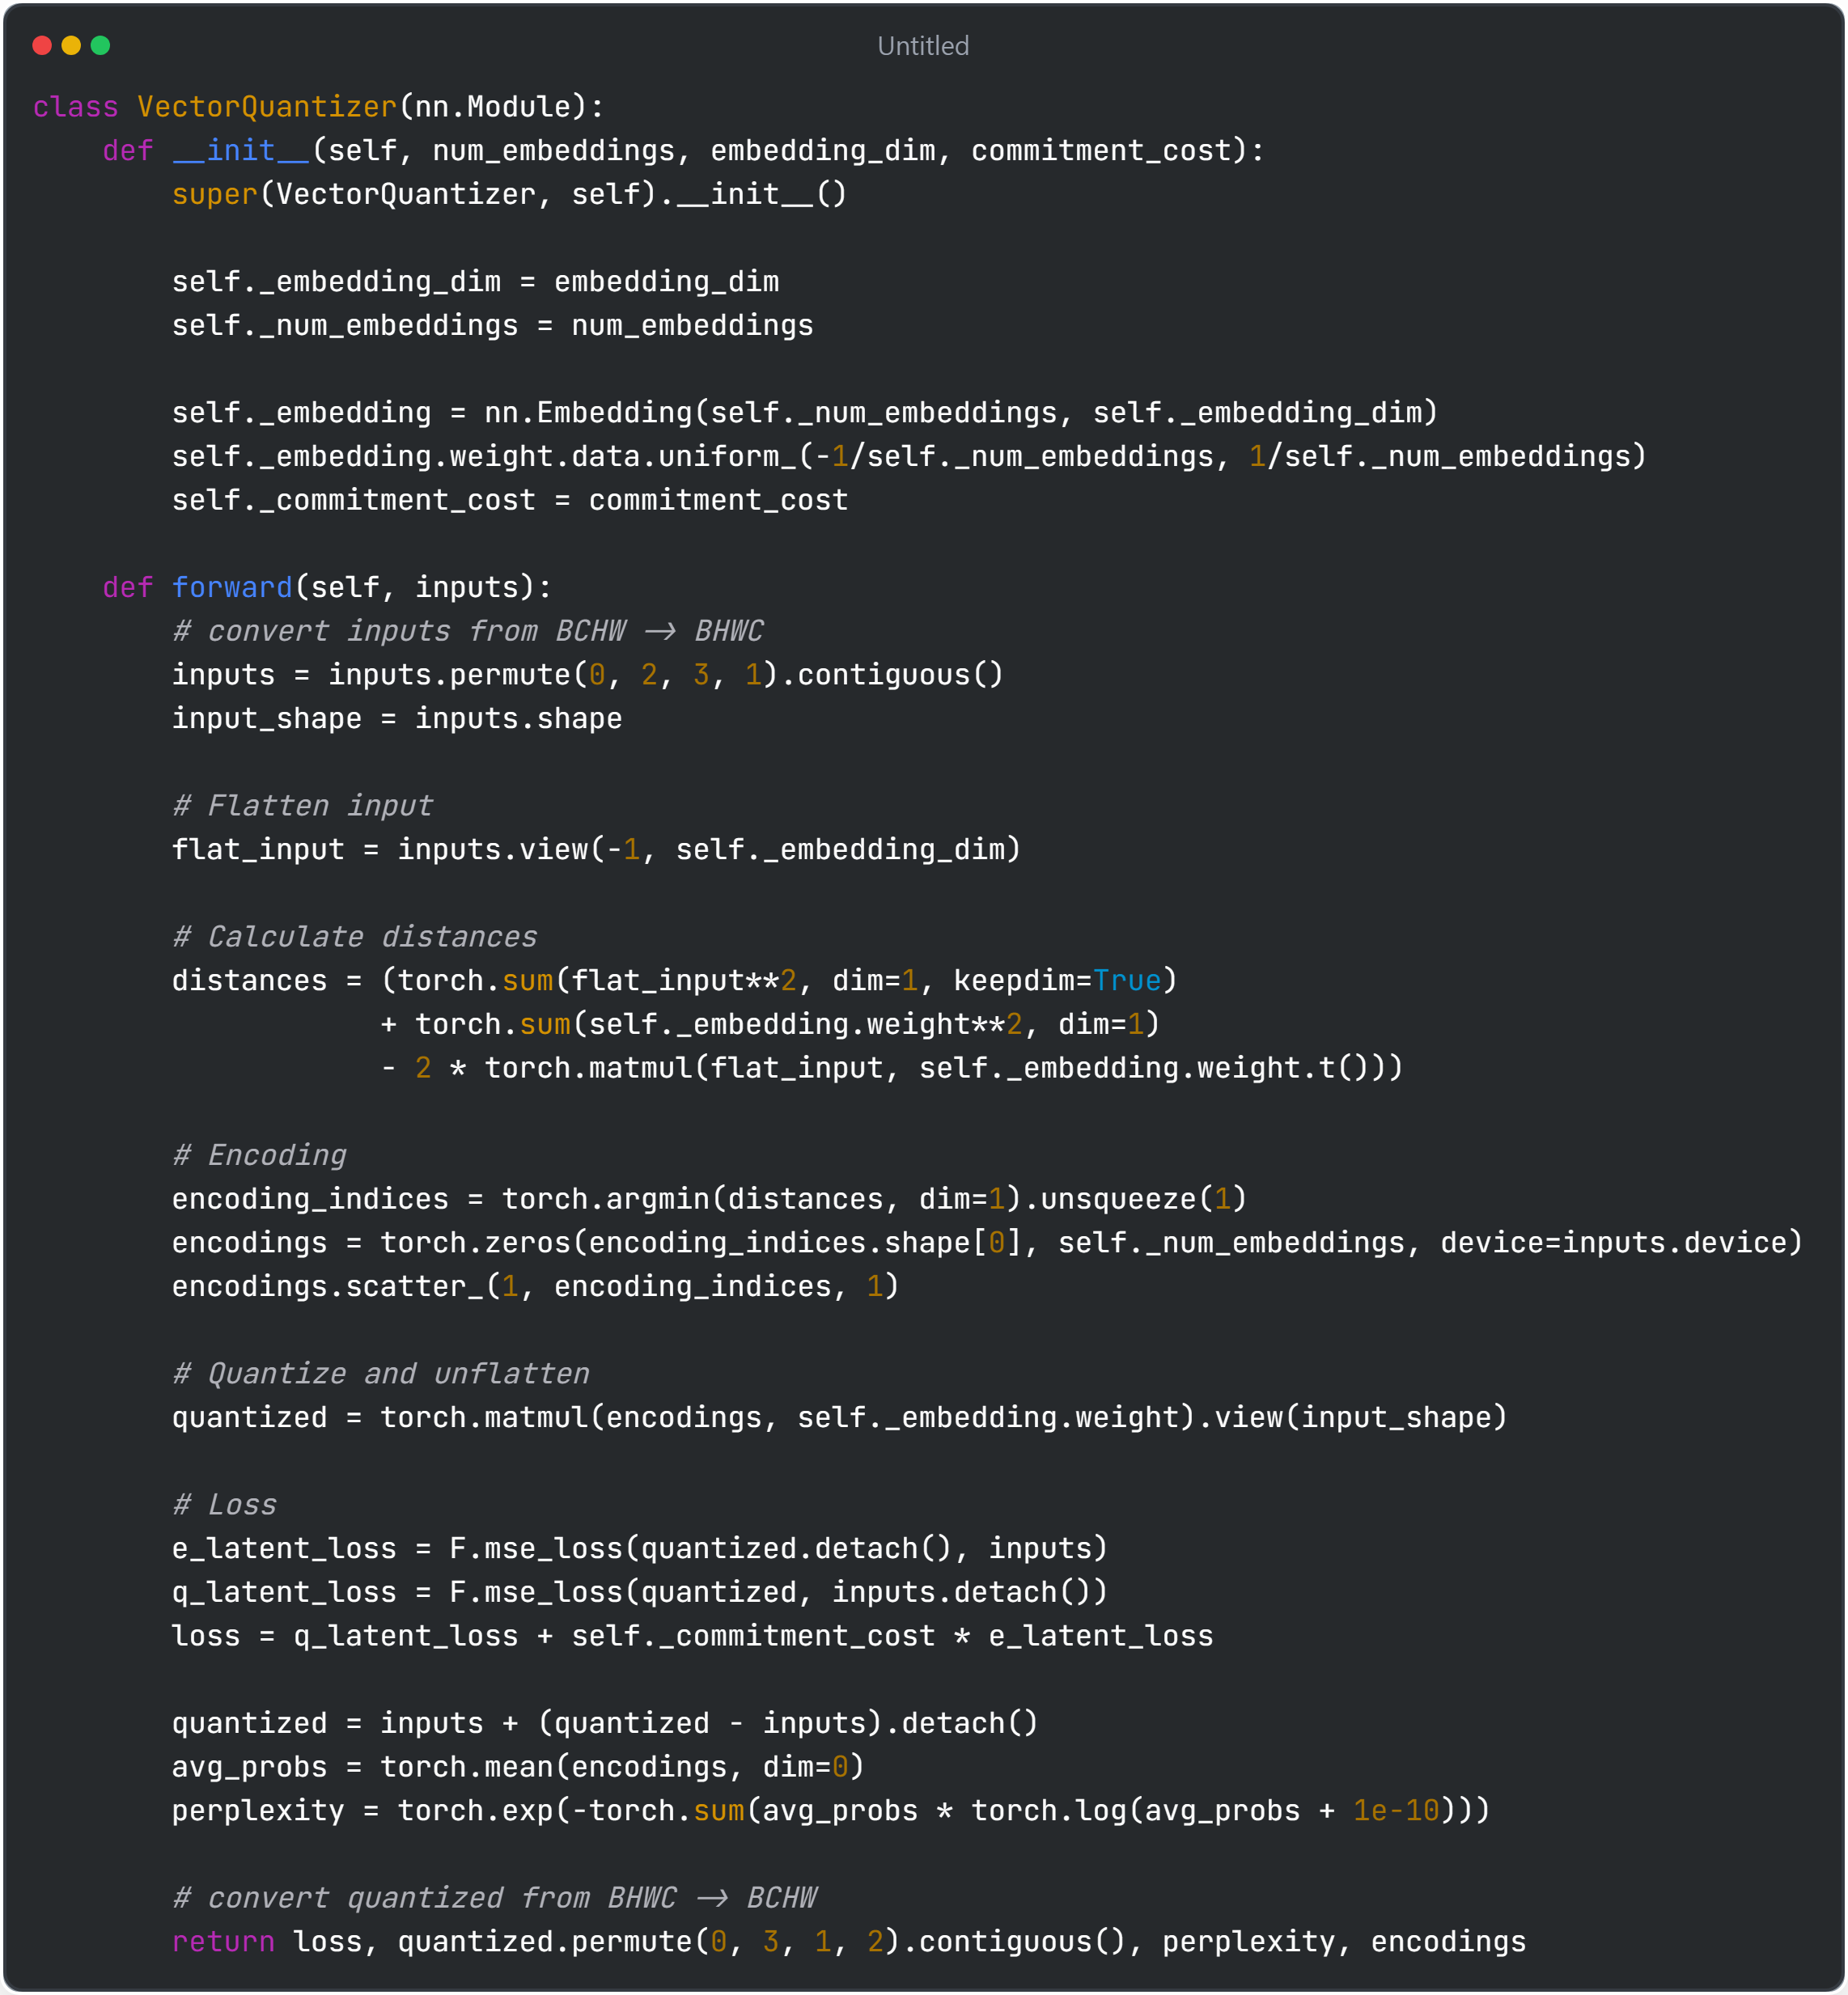 Untitled
class VectorQuantizer(nn.Module):
    def __init__(self, num_embeddings, embedding_dim, commitment_cost):
        super(VectorQuantizer, self).__init__()

        self._embedding_dim = embedding_dim
        self._num_embeddings = num_embeddings

        self._embedding = nn.Embedding(self._num_embeddings, self._embedding_dim)
        self._embedding.weight.data.uniform_(-1/self._num_embeddings, 1/self._num_embeddings)
        self._commitment_cost = commitment_cost

    def forward(self, inputs):
        # convert inputs from BCHW -> BHWC
        inputs = inputs.permute(0, 2, 3, 1).contiguous()
        input_shape = inputs.shape

        # Flatten input
        flat_input = inputs.view(-1, self._embedding_dim)

        # Calculate distances
        distances = (torch.sum(flat_input**2, dim=1, keepdim=True)
                    + torch.sum(self._embedding.weight**2, dim=1)
                    - 2 * torch.matmul(flat_input, self._embedding.weight.t()))

        # Encoding
        encoding_indices = torch.argmin(distances, dim=1).unsqueeze(1)
        encodings = torch.zeros(encoding_indices.shape[0], self._num_embeddings, device=inputs.device)
        encodings.scatter_(1, encoding_indices, 1)

        # Quantize and unflatten
        quantized = torch.matmul(encodings, self._embedding.weight).view(input_shape)

        # Loss
        e_latent_loss = F.mse_loss(quantized.detach(), inputs)
        q_latent_loss = F.mse_loss(quantized, inputs.detach())
        loss = q_latent_loss + self._commitment_cost * e_latent_loss

        quantized = inputs + (quantized - inputs).detach()
        avg_probs = torch.mean(encodings, dim=0)
        perplexity = torch.exp(-torch.sum(avg_probs * torch.log(avg_probs + 1e-10)))

        # convert quantized from BHWC -> BCHW
        return loss, quantized.permute(0, 3, 1, 2).contiguous(), perplexity, encodings